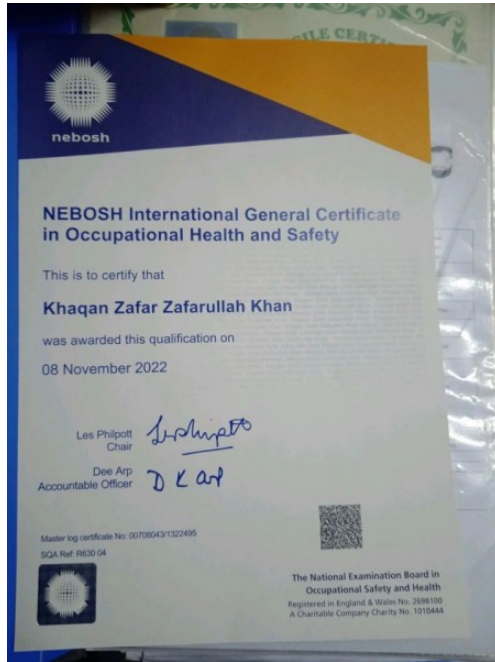 CILE CERTI
nebosh
NEBOSH International General Certificate
in Occupational Health and Safety
This is to certify that
Khaqan Zafar Zafarullah Khan
was awarded this qualification on
08 November 2022
Les Philpott
Chair
Dee Arp
Accountable Officer
D K Arp
Master log certificate No: 00708043/1322495
SQA Ref: R630 04
The National Examination Board in
Occupational Safety and Health
Registered in England & Wales No. 2698100
A Charitable Company Charity No. 1010444